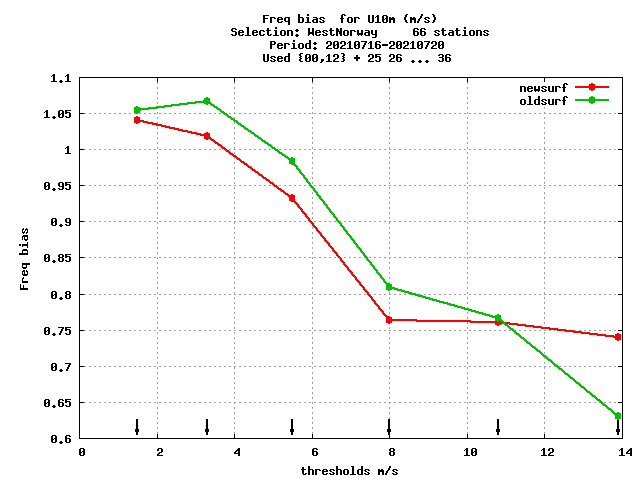 Freq bias  for U10m (m/s)
Selection: WestNorway     66 stations
Period: 20210716-20210720
Used {00,12} + 25 26 ... 36
newsurf
oldsurf
1.1
1.05
1
0.95
0.9
0.85
0.8
0.75
0.7
0.65
0.6
Freq bias
0 2 4 6 8 10 12 14
thresholds m/s